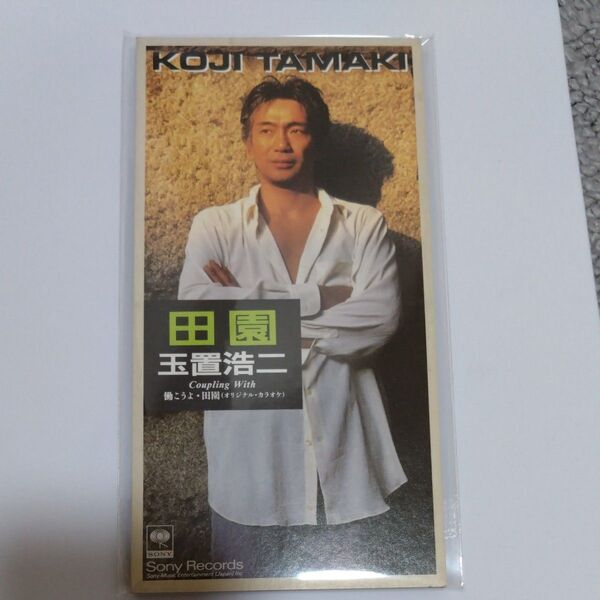 KOJI TAMAKI
田園
玉置浩二
Coupling With
働こうよ・田園(オリジナル・カラオケ)
SONY
Sony Records
Sony Music Entertainment (Japan) Inc.